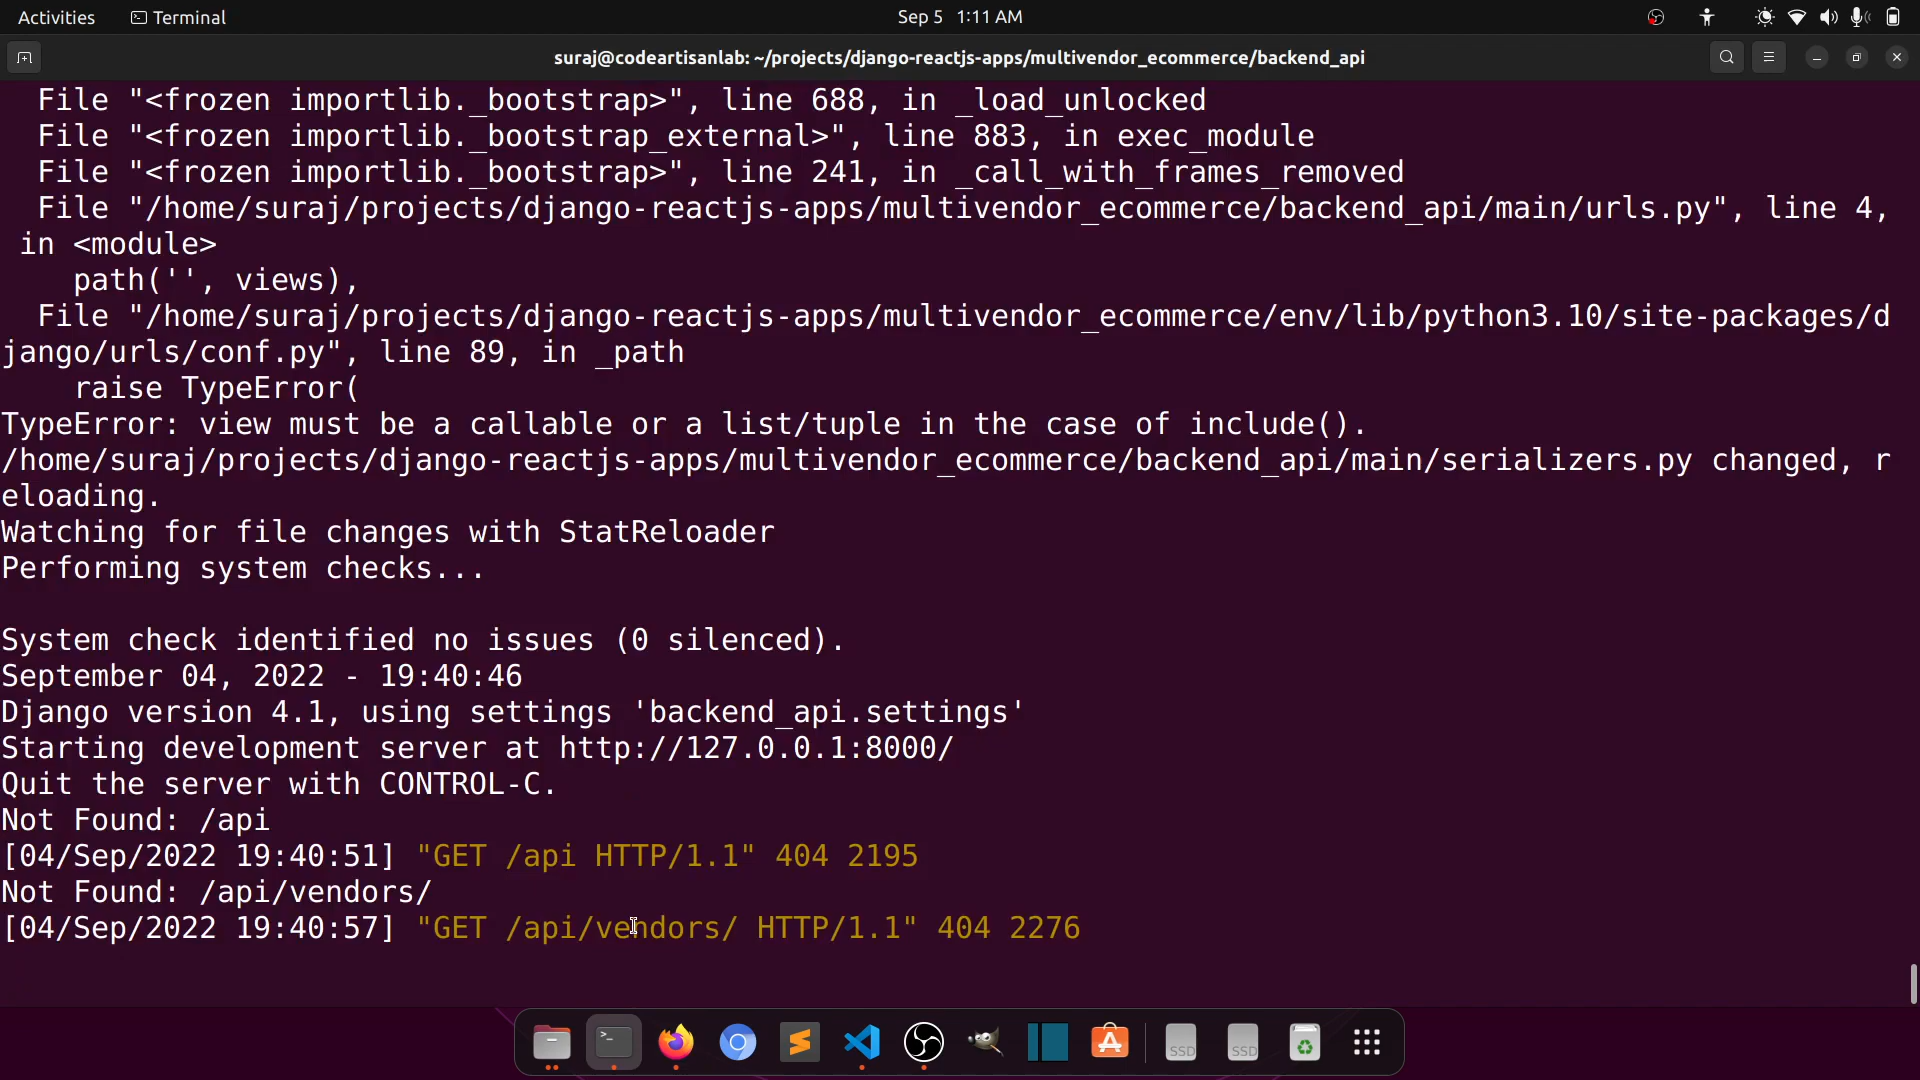 Activities
Terminal
Sep 5 1:11 AM
suraj@codeartisanlab: ~/projects/django-reactjs-apps/multivendor_ecommerce/backend_api
File "<frozen importlib._bootstrap>", line 688, in _load_unlocked
File "<frozen importlib._bootstrap_external>", line 883, in exec_module
File "<frozen importlib._bootstrap>", line 241, in _call_with_frames_removed
File "/home/suraj/projects/django-reactjs-apps/multivendor_ecommerce/backend_api/main/urls.py", line 4,
in <module>
path('', views),
File "/home/suraj/projects/django-reactjs-apps/multivendor_ecommerce/env/lib/python3.10/site-packages/d
jango/urls/conf.py", line 89, in _path
raise TypeError(
TypeError: view must be a callable or a list/tuple in the case of include().
/home/suraj/projects/django-reactjs-apps/multivendor_ecommerce/backend_api/main/serializers.py changed, r
eloading.
Watching for file changes with StatReloader
Performing system checks...
System check identified no issues (0 silenced).
September 04, 2022 - 19:40:46
Django version 4.1, using settings 'backend_api.settings'
Starting development server at http://127.0.0.1:8000/
Quit the server with CONTROL-C.
Not Found: /api
[04/Sep/2022 19:40:51] "GET /api HTTP/1.1" 404 2195
Not Found: /api/vendors/
[04/Sep/2022 19:40:57] "GET /api/vendors/ HTTP/1.1" 404 2276
SSD
SSD